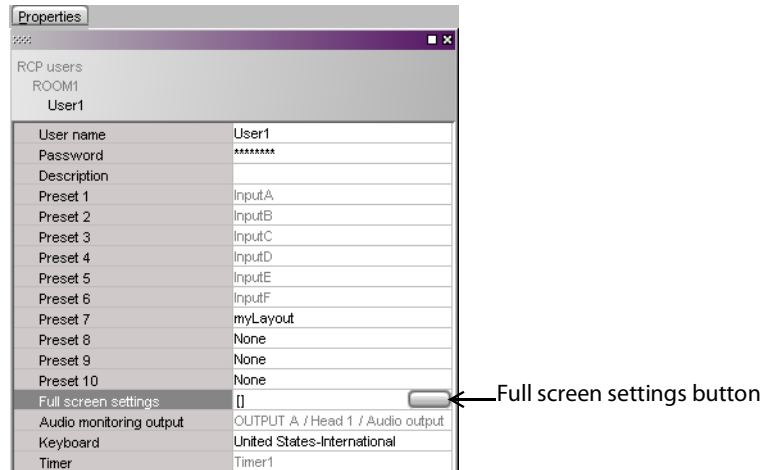 Properties
RCP users
ROOM1
User1
User name User1
Password ********
Description
Preset 1 InputA
Preset 2 InputB
Preset 3 InputC
Preset 4 InputD
Preset 5 InputE
Preset 6 InputF
Preset 7 myLayout
Preset 8 None
Preset 9 None
Preset 10 None
Full screen settings []
Full screen settings button
Audio monitoring output OUTPUT A / Head 1 / Audio output
Keyboard United States-International
Timer Timer1